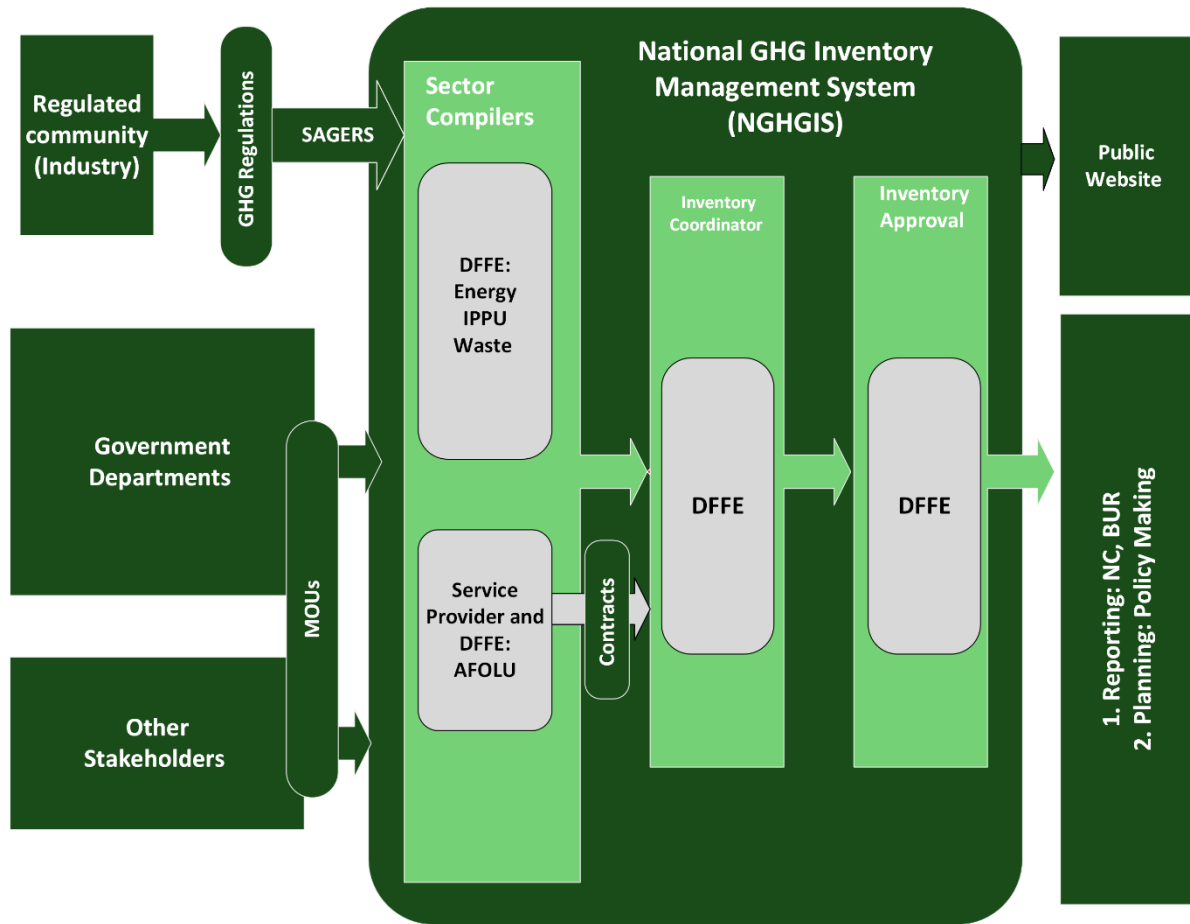 Regulated
community
(Industry)
GHG Regulations
SAGERS
Sector
Compilers
National GHG Inventory
Management System
(NGHGIS)
Public
Website
DFFE:
Energy
IPPU
Waste
Inventory
Coordinator
Inventory
Approval
Government
Departments
MOUs
Other
Stakeholders
Service
Provider and
DFFE:
AFOLU
Contracts
DFFE
DFFE
1. Reporting: NC, BUR
2. Planning: Policy Making